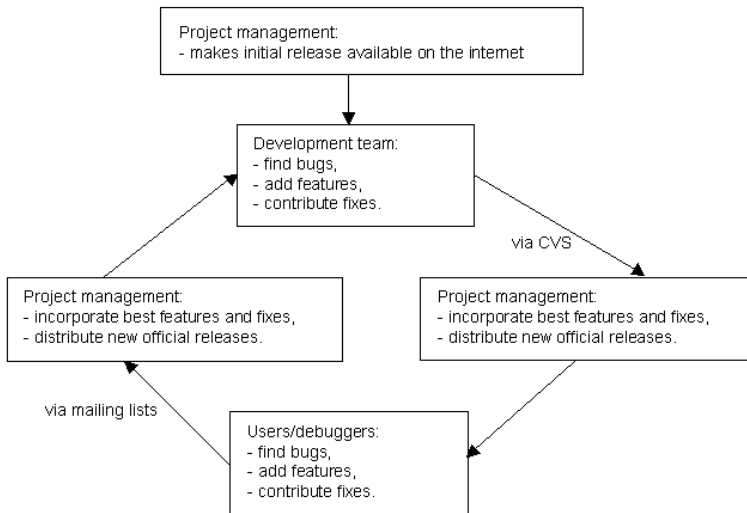 Project management:
- makes initial release available on the internet
Development team:
- find bugs,
- add features,
- contribute fixes.
via CVS
Project management:
- incorporate best features and fixes,
- distribute new official releases.
Project management:
- incorporate best features and fixes,
- distribute new official releases.
via mailing lists
Users/debuggers:
- find bugs,
- add features,
- contribute fixes.